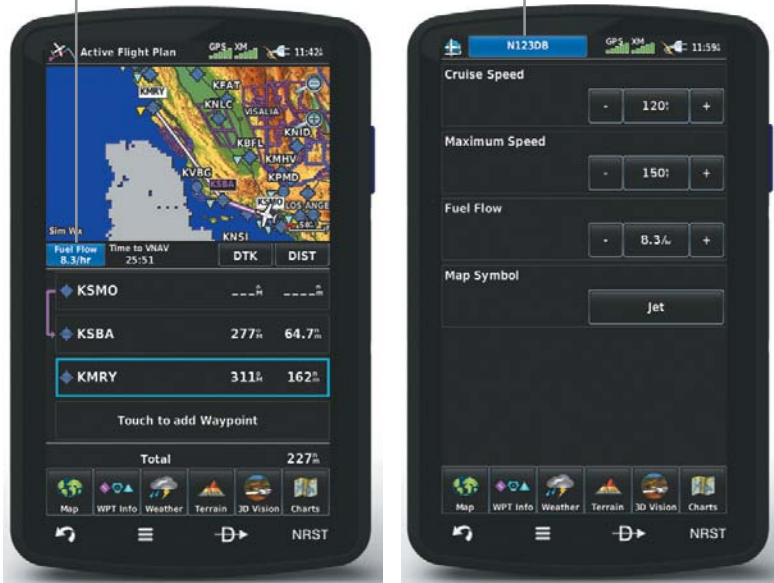 Active Flight Plan
GPS XM 11:42
KMRY
KFAT
KNLC
VISALIA
KBFL
KNID
KMHV
KVBG
KPMD
KSBA
KSMO
LOS ANGE
KNSI
Sim Wx
Fuel Flow 8.3/hr
Time to VNAV 25:51
DTK
DIST
KSMO ___ ____
KSBA 277 64.7
KMRY 311 162
Touch to add Waypoint
Total 227
Map WPT Info Weather Terrain 3D Vision Charts
NRST
N123DB GPS XM 11:59
Cruise Speed
- 120 +
Maximum Speed
- 150 +
Fuel Flow
- 8.3/hr +
Map Symbol
Jet
Map WPT Info Weather Terrain 3D Vision Charts
NRST